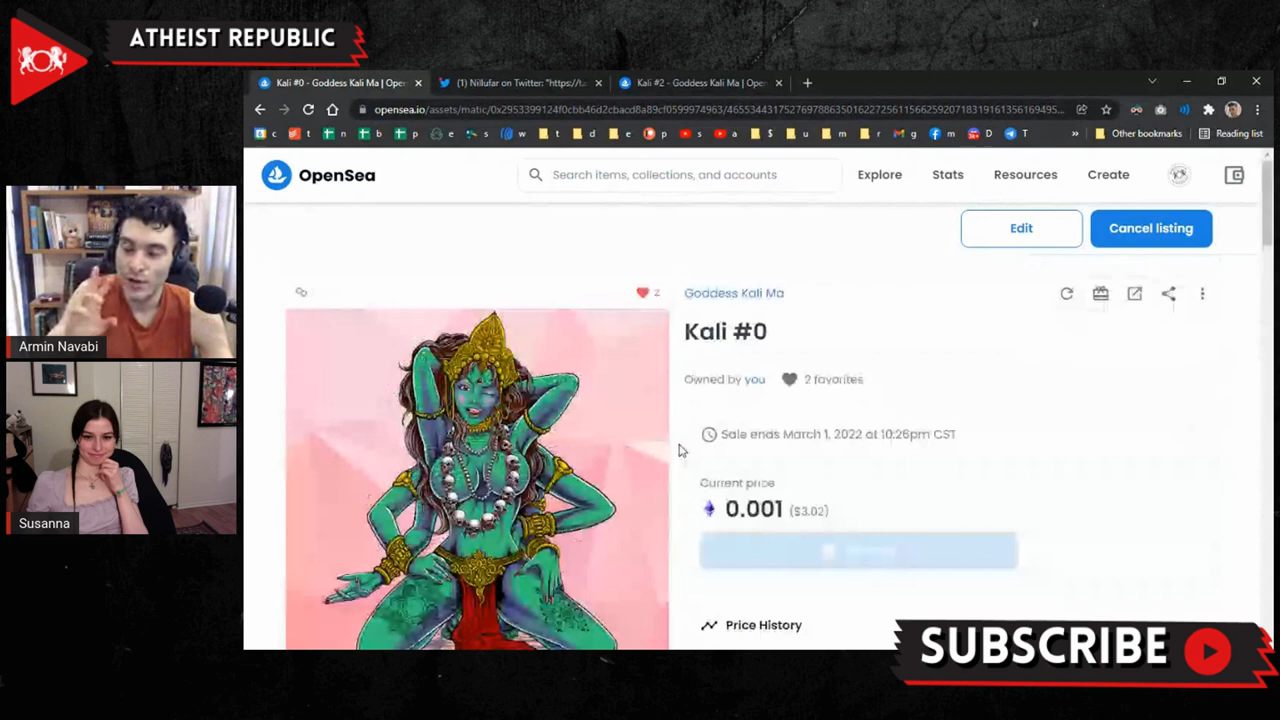 ATHEIST REPUBLIC
Kali #0 - Goddess Kali Ma | Ope
(1) Nillufar on Twitter: "https://t
Kali #2 - Goddess Kali Ma | Open
c t n b p e s w t d e p s a $ u m r g m D T » Other bookmarks Reading list
OpenSea
Search items, collections, and accounts
Explore
Stats
Resources
Create
Edit
Cancel listing
2
Goddess Kali Ma
Kali #0
Owned by you
2 favorites
Sale ends March 1, 2022 at 10:26pm CST
Current price
0.001 ($3.02)
Price History
Armin Navabi
Susanna
SUBSCRIBE